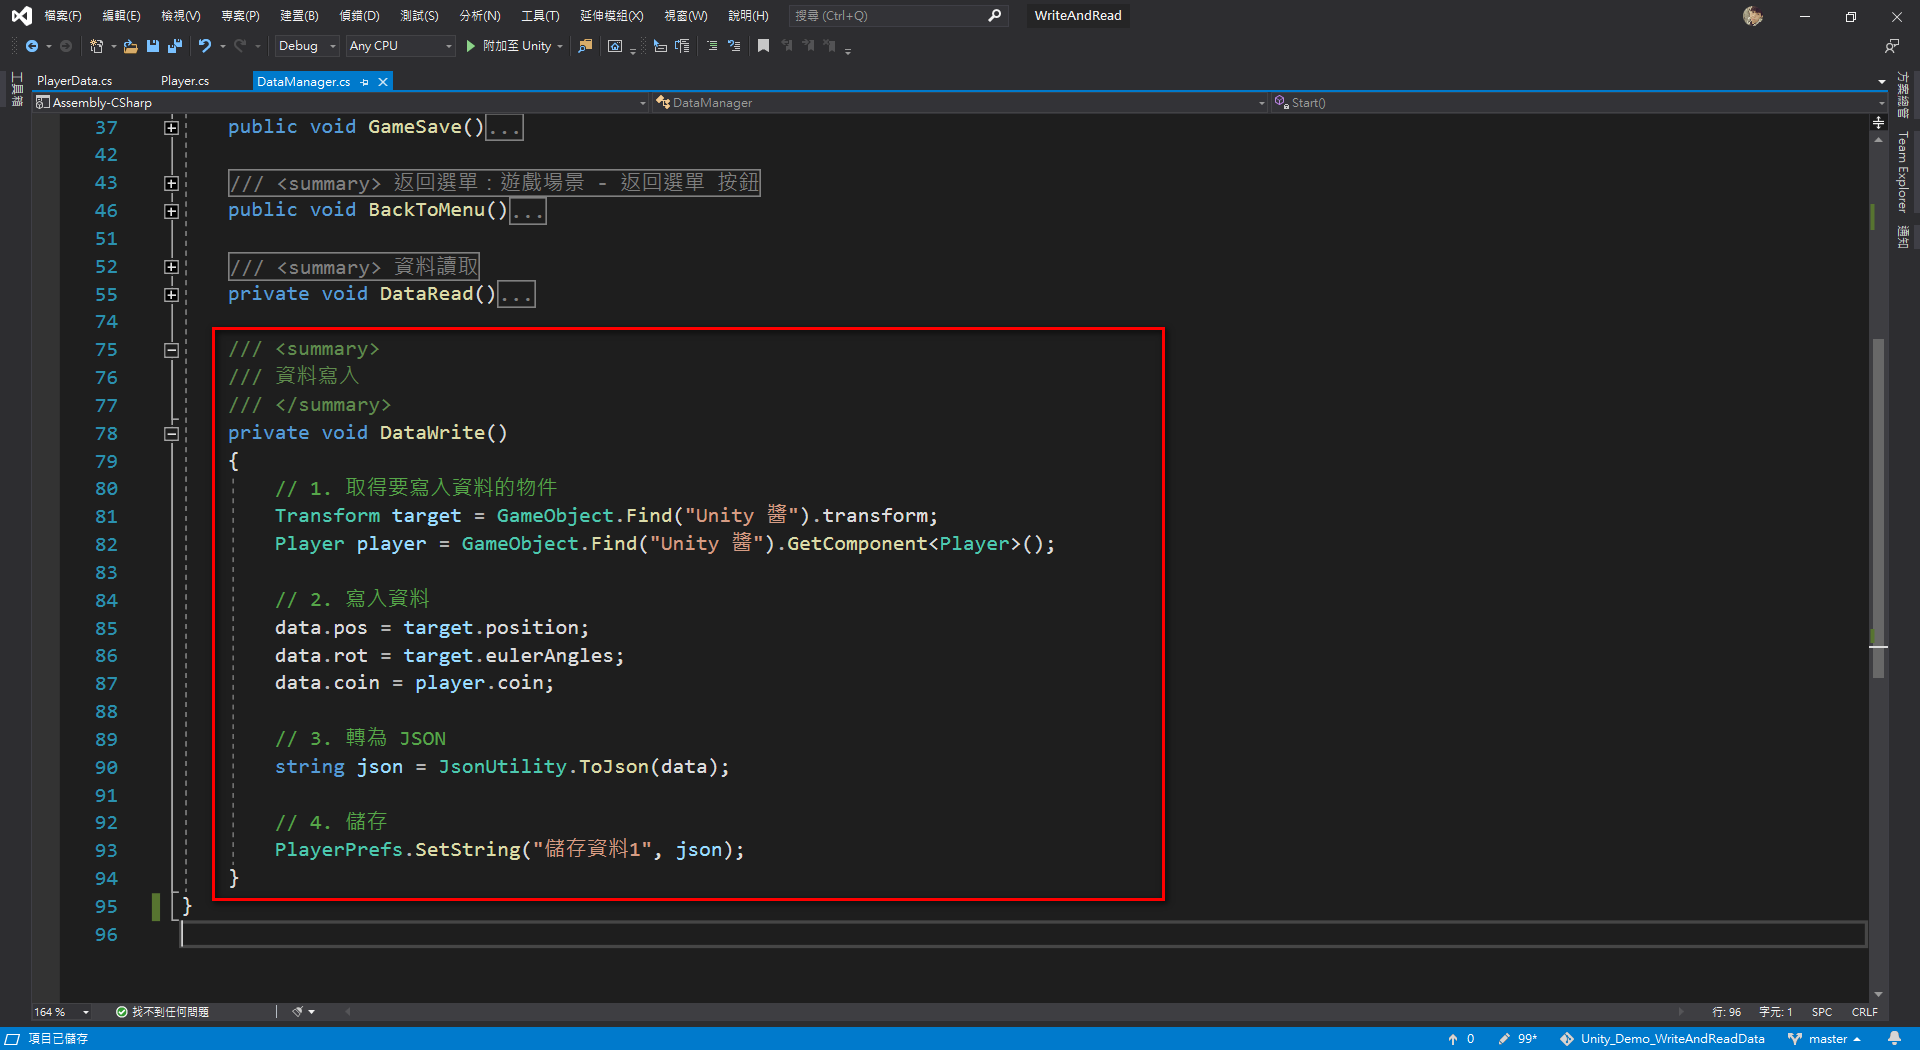 檔案(F) 編輯(E) 檢視(V) 專案(P) 建置(B) 偵錯(D) 測試(S) 分析(N) 工具(T) 延伸模組(X) 視窗(W) 說明(H) 搜尋 (Ctrl+Q) WriteAndRead
Debug Any CPU 附加至 Unity
工具箱
PlayerData.cs Player.cs DataManager.cs
Assembly-CSharp DataManager Start()
方案總管
Team Explorer
通知
37 public void GameSave()...
42
43 /// <summary> 返回選單：遊戲場景 - 返回選單 按鈕
46 public void BackToMenu()...
51
52 /// <summary> 資料讀取
55 private void DataRead()...
74
75 /// <summary>
76 /// 資料寫入
77 /// </summary>
78 private void DataWrite()
79 {
80 // 1. 取得要寫入資料的物件
81 Transform target = GameObject.Find("Unity 醬").transform;
82 Player player = GameObject.Find("Unity 醬").GetComponent<Player>();
83
84 // 2. 寫入資料
85 data.pos = target.position;
86 data.rot = target.eulerAngles;
87 data.coin = player.coin;
88
89 // 3. 轉為 JSON
90 string json = JsonUtility.ToJson(data);
91
92 // 4. 儲存
93 PlayerPrefs.SetString("儲存資料1", json);
94 }
95 }
96
164 % 找不到任何問題 行: 96 字元: 1 SPC CRLF
項目已儲存 0 99* Unity_Demo_WriteAndReadData master